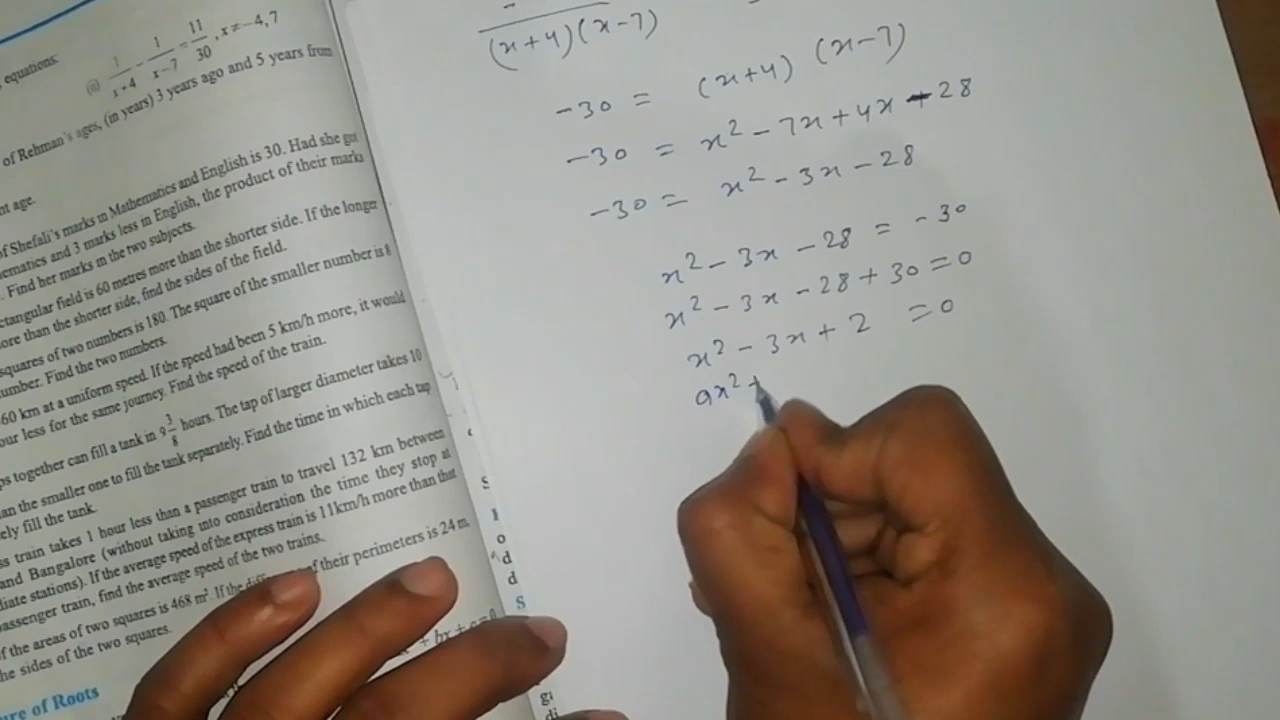 equations:
(ii) 1/(x+4) - 1/(x-7) = 11/30, x ≠ -4, 7
of Rehman's ages, (in years) 3 years ago and 5 years from
nt age.
of Shefali's marks in Mathematics and English is 30. Had she got
ematics and 3 marks less in English, the product of their marks
. Find her marks in the two subjects.
ctangular field is 60 metres more than the shorter side. If the longer
ore than the shorter side, find the sides of the field.
squares of two numbers is 180. The square of the smaller number is 8
umber. Find the two numbers.
60 km at a uniform speed. If the speed had been 5 km/h more, it would
our less for the same journey. Find the speed of the train.
ps together can fill a tank in 9 3/8 hours. The tap of larger diameter takes 10
an the smaller one to fill the tank separately. Find the time in which each tap
ely fill the tank.
ss train takes 1 hour less than a passenger train to travel 132 km between
and Bangalore (without taking into consideration the time they stop at
diate stations). If the average speed of the express train is 11km/h more than that
passenger train, find the average speed of the two trains.
f the areas of two squares is 468 m². If the of their perimeters is 24 m,
he sides of the two squares.
+ bx + c = 0
ure of Roots
(x+4)(x-7)
-30 = (x+4) (x-7)
-30 = x² - 7x + 4x - 28
-30 = x² - 3x - 28
x² - 3x - 28 = -30
x² - 3x - 28 + 30 = 0
x² - 3x + 2 = 0
ax² +